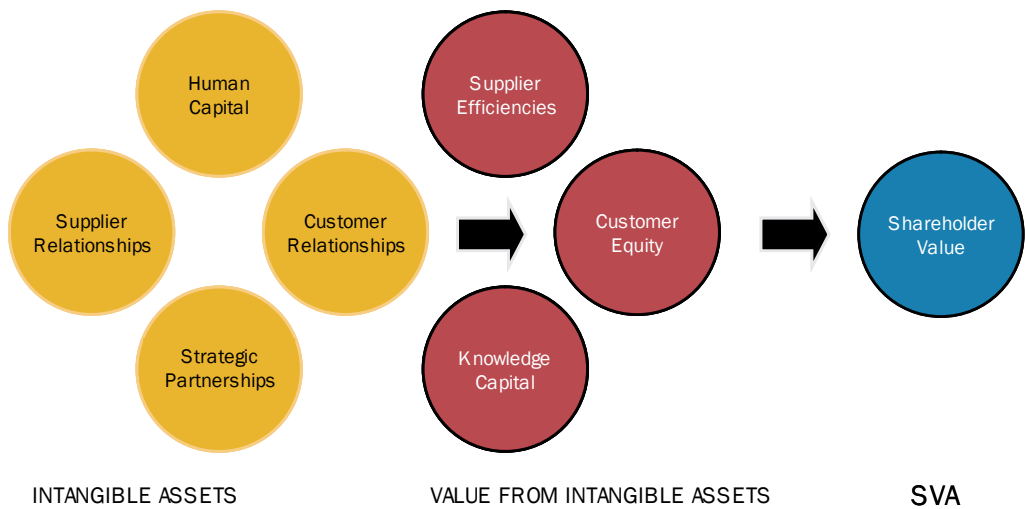 Human
Capital
Supplier
Efficiencies
Supplier
Relationships
Customer
Relationships
Customer
Equity
Shareholder
Value
Strategic
Partnerships
Knowledge
Capital
INTANGIBLE ASSETS
VALUE FROM INTANGIBLE ASSETS
SVA